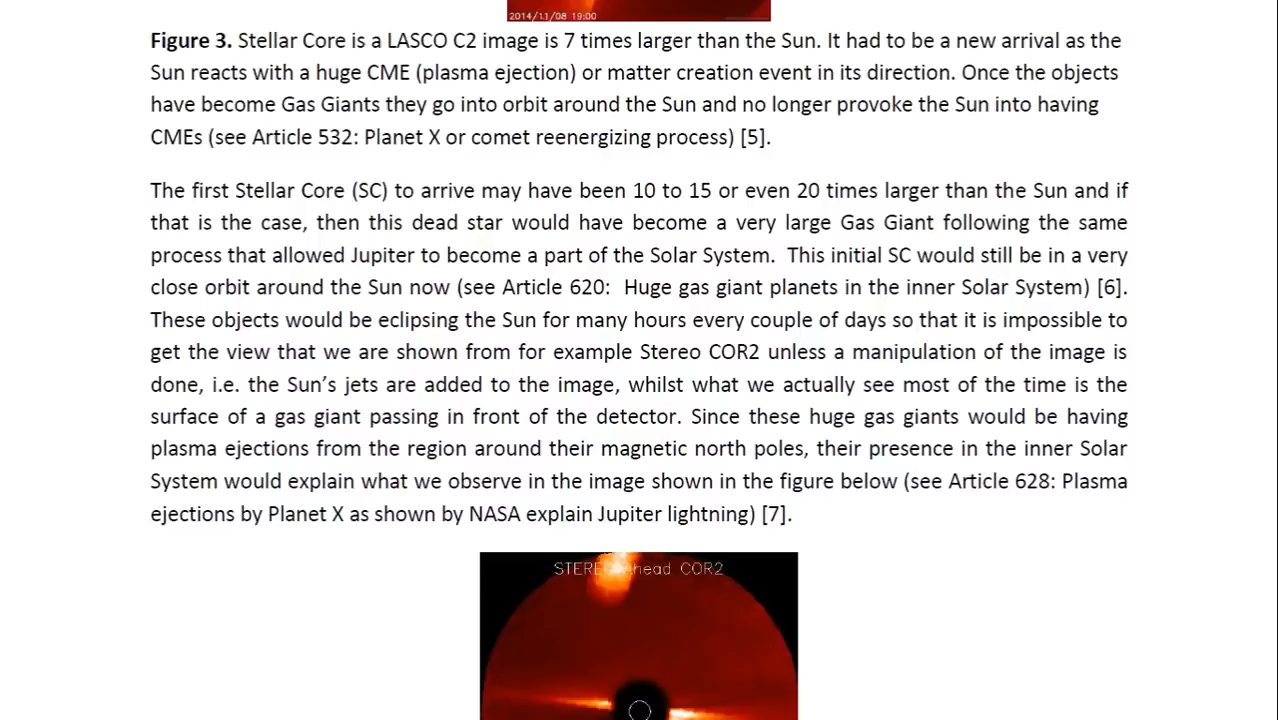 2014/11/08 19:00
Figure 3. Stellar Core is a LASCO C2 image is 7 times larger than the Sun. It had to be a new arrival as the
Sun reacts with a huge CME (plasma ejection) or matter creation event in its direction. Once the objects
have become Gas Giants they go into orbit around the Sun and no longer provoke the Sun into having
CMEs (see Article 532: Planet X or comet reenergizing process) [5].
The first Stellar Core (SC) to arrive may have been 10 to 15 or even 20 times larger than the Sun and if
that is the case, then this dead star would have become a very large Gas Giant following the same
process that allowed Jupiter to become a part of the Solar System. This initial SC would still be in a very
close orbit around the Sun now (see Article 620: Huge gas giant planets in the inner Solar System) [6].
These objects would be eclipsing the Sun for many hours every couple of days so that it is impossible to
get the view that we are shown from for example Stereo COR2 unless a manipulation of the image is
done, i.e. the Sun's jets are added to the image, whilst what we actually see most of the time is the
surface of a gas giant passing in front of the detector. Since these huge gas giants would be having
plasma ejections from the region around their magnetic north poles, their presence in the inner Solar
System would explain what we observe in the image shown in the figure below (see Article 628: Plasma
ejections by Planet X as shown by NASA explain Jupiter lightning) [7].
STEREO Ahead COR2